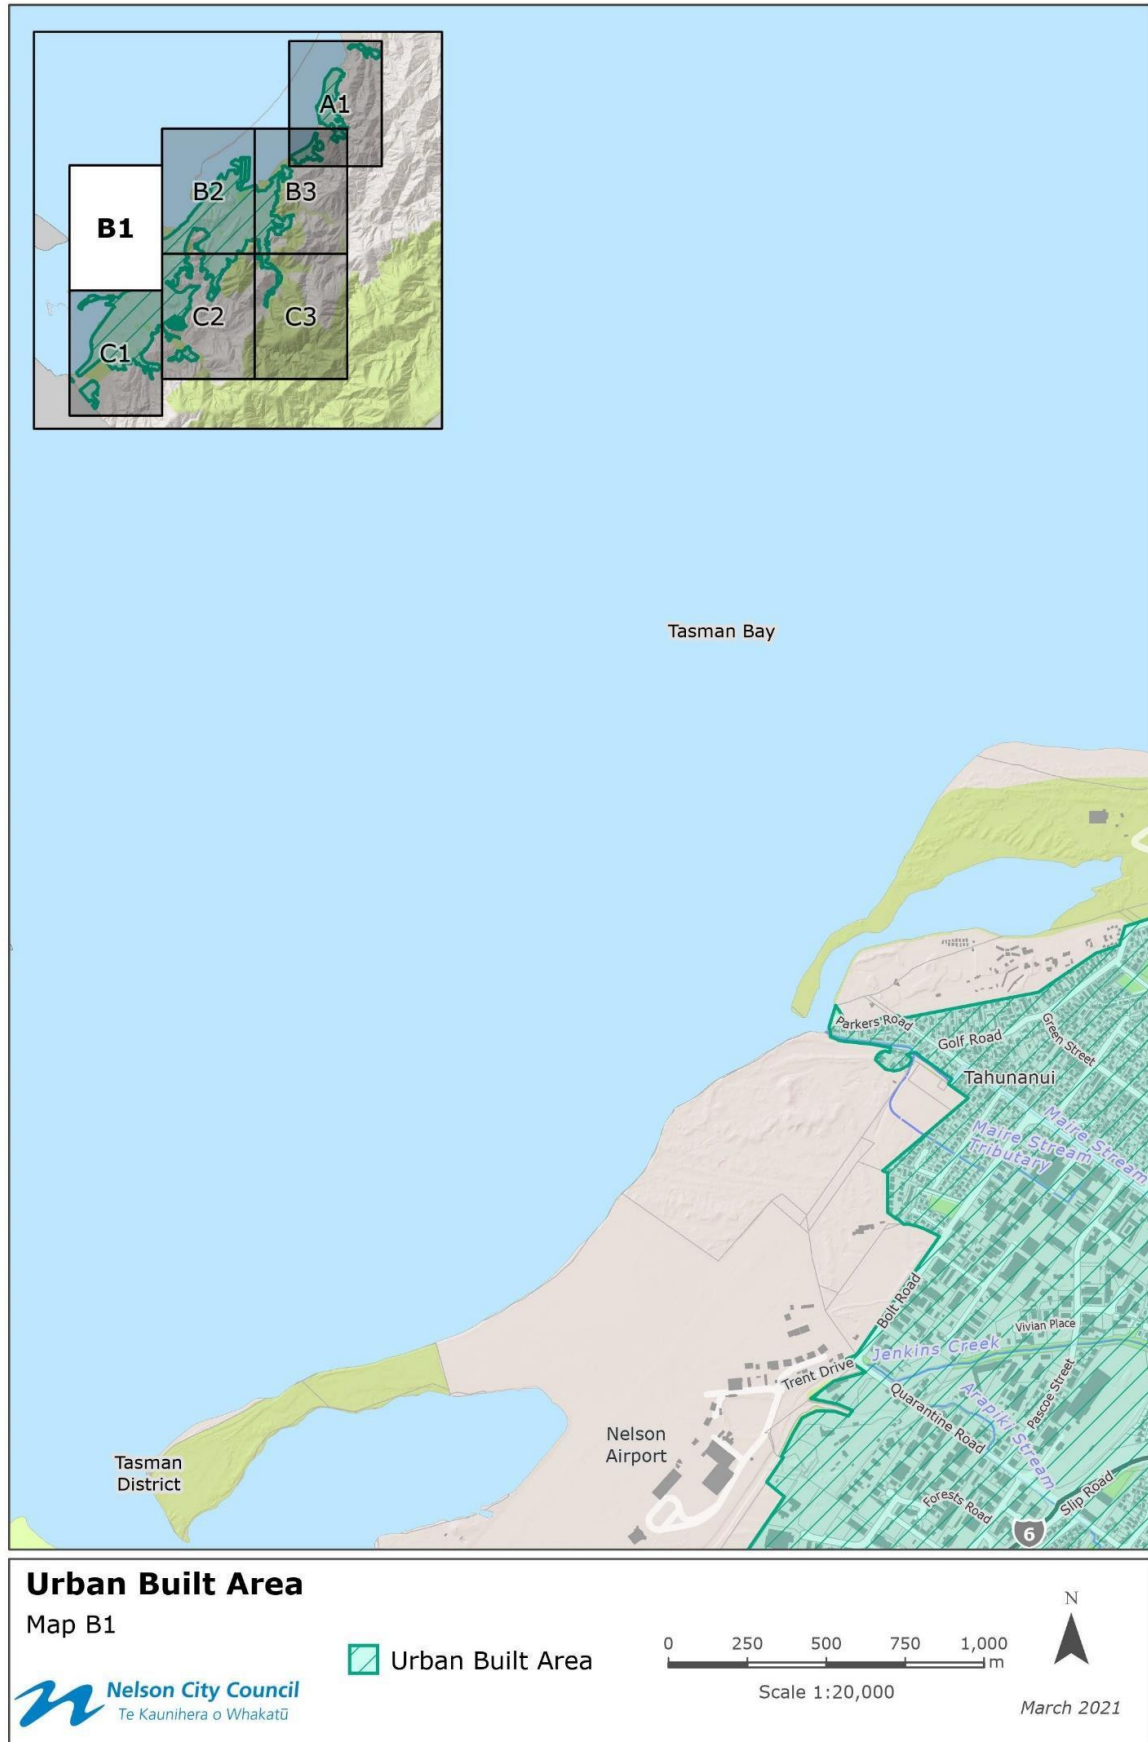 A1
B2
B3
B1
C2
C3
C1
Tasman Bay
Parkers Road
Golf Road
Green Street
Tahunanui
Maire Stream
Maire Stream
Tributary
Bolt Road
Vivian Place
Jenkins Creek
Trent Drive
Quarantine Road
Arapiki Stream
Pascoe Street
Nelson
Airport
Tasman
District
Forests Road
Slip Road
6
Urban Built Area
Map B1
Urban Built Area
0 250 500 750 1,000
m
Scale 1:20,000
N
March 2021
Nelson City Council
Te Kaunihera o Whakatū